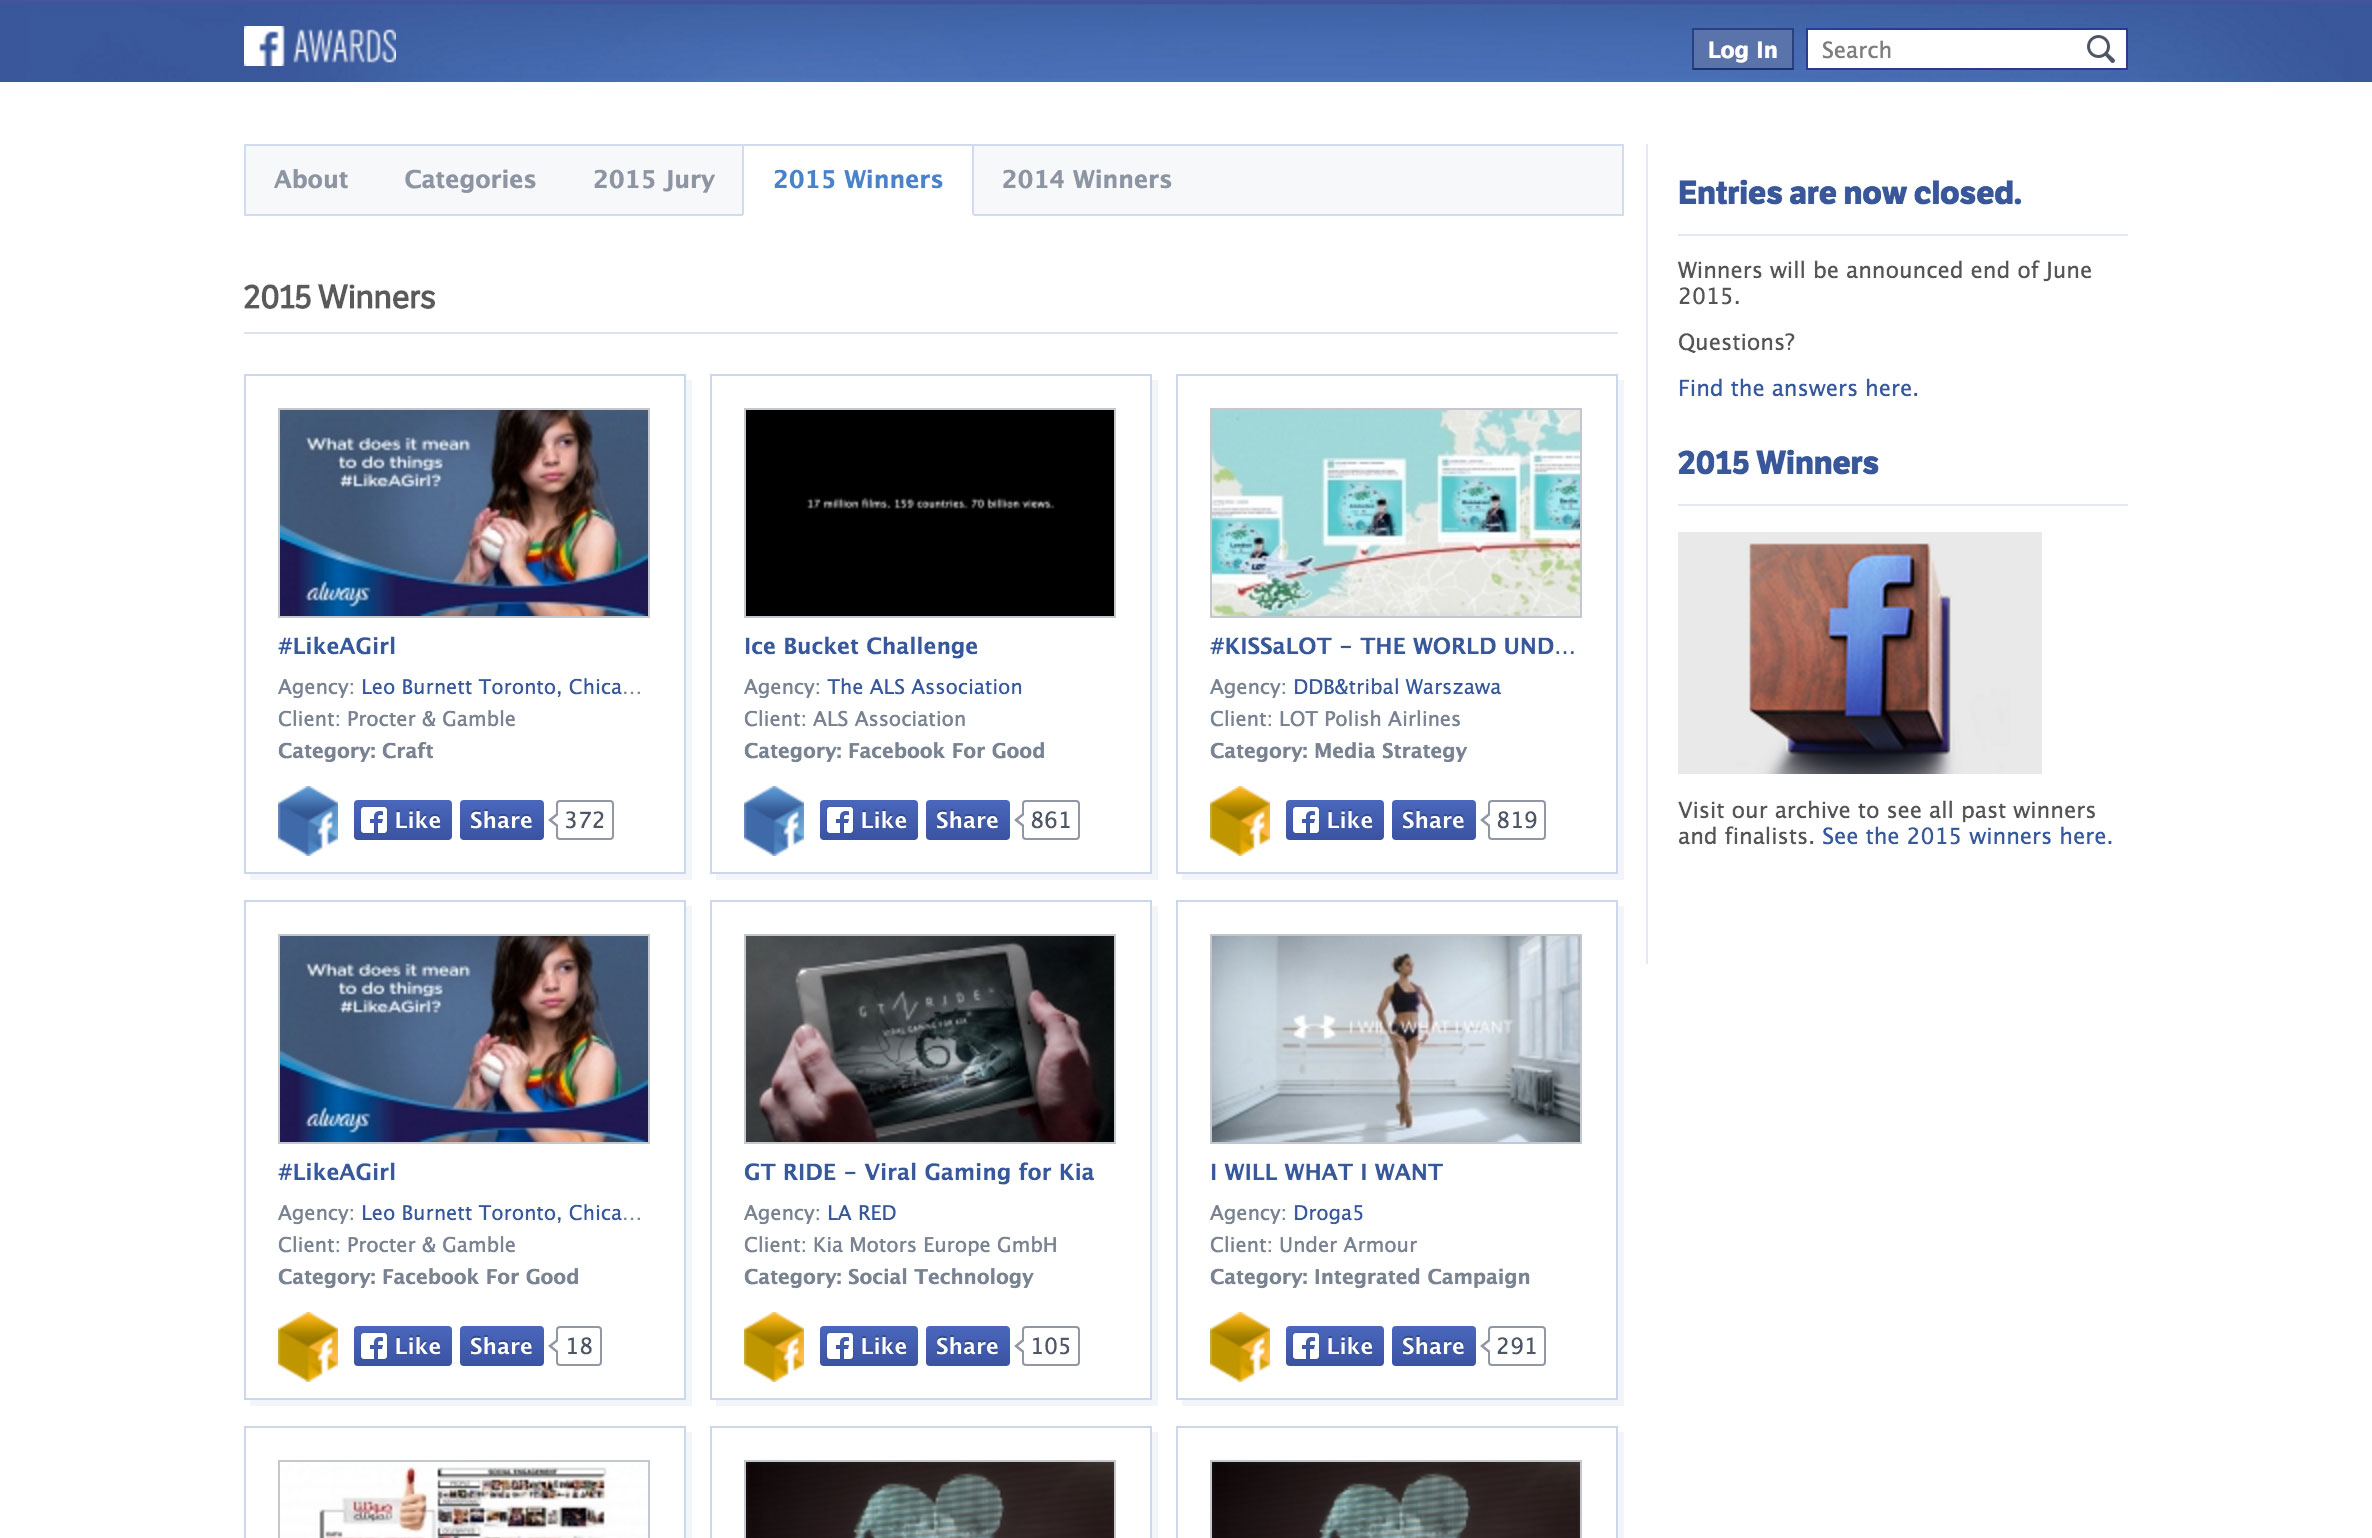 f AWARDS
Log In
Search
About
Categories
2015 Jury
2015 Winners
2014 Winners
2015 Winners
What does it mean
to do things
#LikeAGirl?
always
#LikeAGirl
Agency: Leo Burnett Toronto, Chica...
Client: Procter & Gamble
Category: Craft
f
f Like
Share
372
17 million films. 159 countries. 70 billion views.
Ice Bucket Challenge
Agency: The ALS Association
Client: ALS Association
Category: Facebook For Good
f
f Like
Share
861
#KISSaLOT – THE WORLD UND...
Agency: DDB&tribal Warszawa
Client: LOT Polish Airlines
Category: Media Strategy
f
f Like
Share
819
What does it mean
to do things
#LikeAGirl?
always
#LikeAGirl
Agency: Leo Burnett Toronto, Chica...
Client: Procter & Gamble
Category: Facebook For Good
f
f Like
Share
18
GT RIDE
VIRAL GAMING FOR KIA
GT RIDE – Viral Gaming for Kia
Agency: LA RED
Client: Kia Motors Europe GmbH
Category: Social Technology
f
f Like
Share
105
I WILL WHAT I WANT
I WILL WHAT I WANT
Agency: Droga5
Client: Under Armour
Category: Integrated Campaign
f
f Like
Share
291
SOCIAL ENGAGEMENT
Entries are now closed.
Winners will be announced end of June
2015.
Questions?
Find the answers here.
2015 Winners
f
Visit our archive to see all past winners
and finalists. See the 2015 winners here.